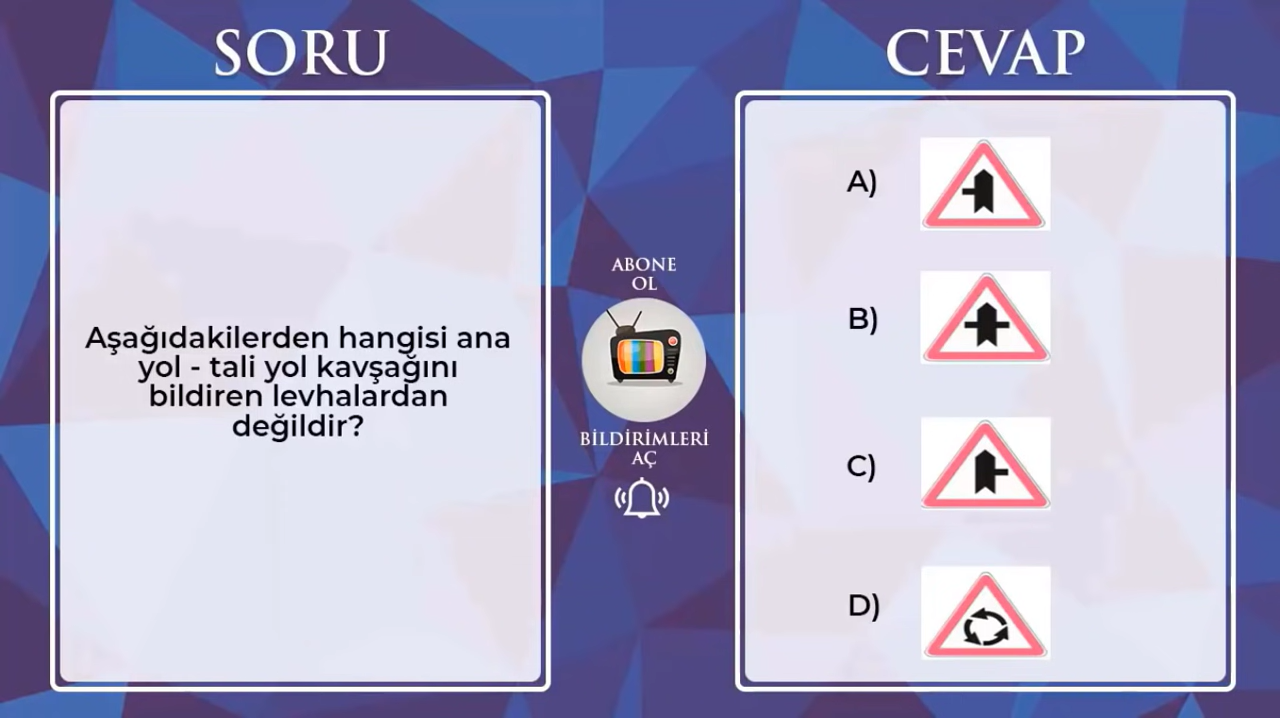 SORU
Aşağıdakilerden hangisi ana
yol - tali yol kavşağını
bildiren levhalardan
değildir?
ABONE
OL
BİLDİRİMLERİ
AÇ
CEVAP
A)
B)
C)
D)